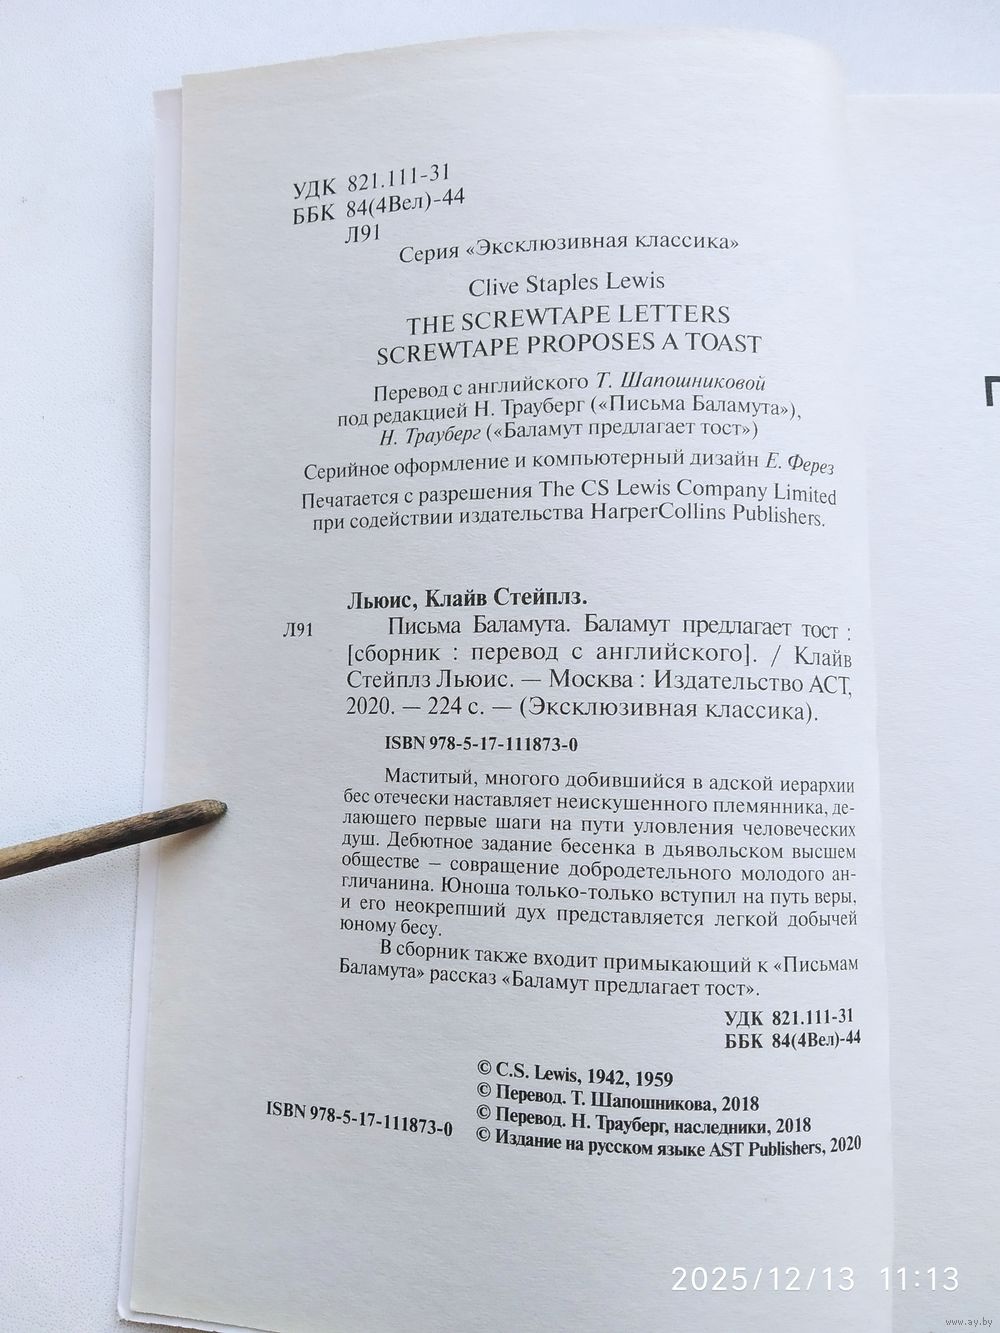 УДК 821.111-31
ББК 84(4Вел)-44
Л91
Серия «Эксклюзивная классика»
Clive Staples Lewis
THE SCREWTAPE LETTERS
SCREWTAPE PROPOSES A TOAST
Перевод с английского Т. Шапошниковой
под редакцией Н. Трауберг («Письма Баламута»),
Н. Трауберг («Баламут предлагает тост»)
Серийное оформление и компьютерный дизайн Е. Ферез
Печатается с разрешения The CS Lewis Company Limited
при содействии издательства HarperCollins Publishers.
Льюис, Клайв Стейплз.
Л91 Письма Баламута. Баламут предлагает тост :
[сборник : перевод с английского]. / Клайв
Стейплз Льюис. — Москва : Издательство АСТ,
2020. — 224 с. — (Эксклюзивная классика).
ISBN 978-5-17-111873-0
Маститый, многого добившийся в адской иерархии
бес отечески наставляет неискушенного племянника, де-
лающего первые шаги на пути уловления человеческих
душ. Дебютное задание бесенка в дьявольском высшем
обществе – совращение добродетельного молодого ан-
гличанина. Юноша только-только вступил на путь веры,
и его неокрепший дух представляется легкой добычей
юному бесу.
В сборник также входит примыкающий к «Письмам
Баламута» рассказ «Баламут предлагает тост».
УДК 821.111-31
ББК 84(4Вел)-44
© C.S. Lewis, 1942, 1959
© Перевод. Т. Шапошникова, 2018
© Перевод. Н. Трауберг, наследники, 2018
© Издание на русском языке AST Publishers, 2020
ISBN 978-5-17-111873-0
2025/12/13 11:13
www.ay.by